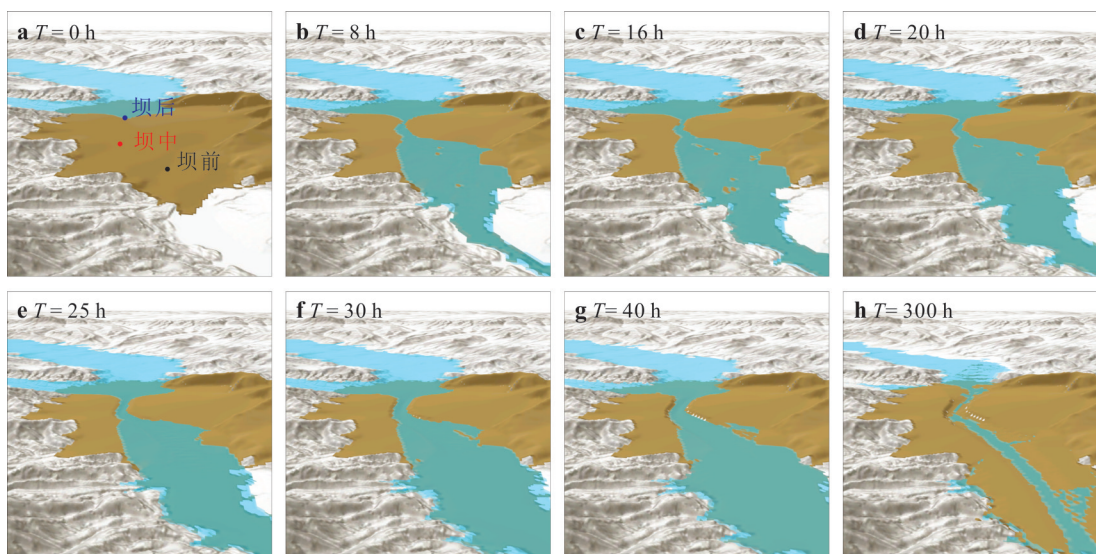 a T = 0 h
b T = 8 h
c T = 16 h
d T = 20 h
坝后
坝中
坝前
e T = 25 h
f T = 30 h
g T = 40 h
h T = 300 h